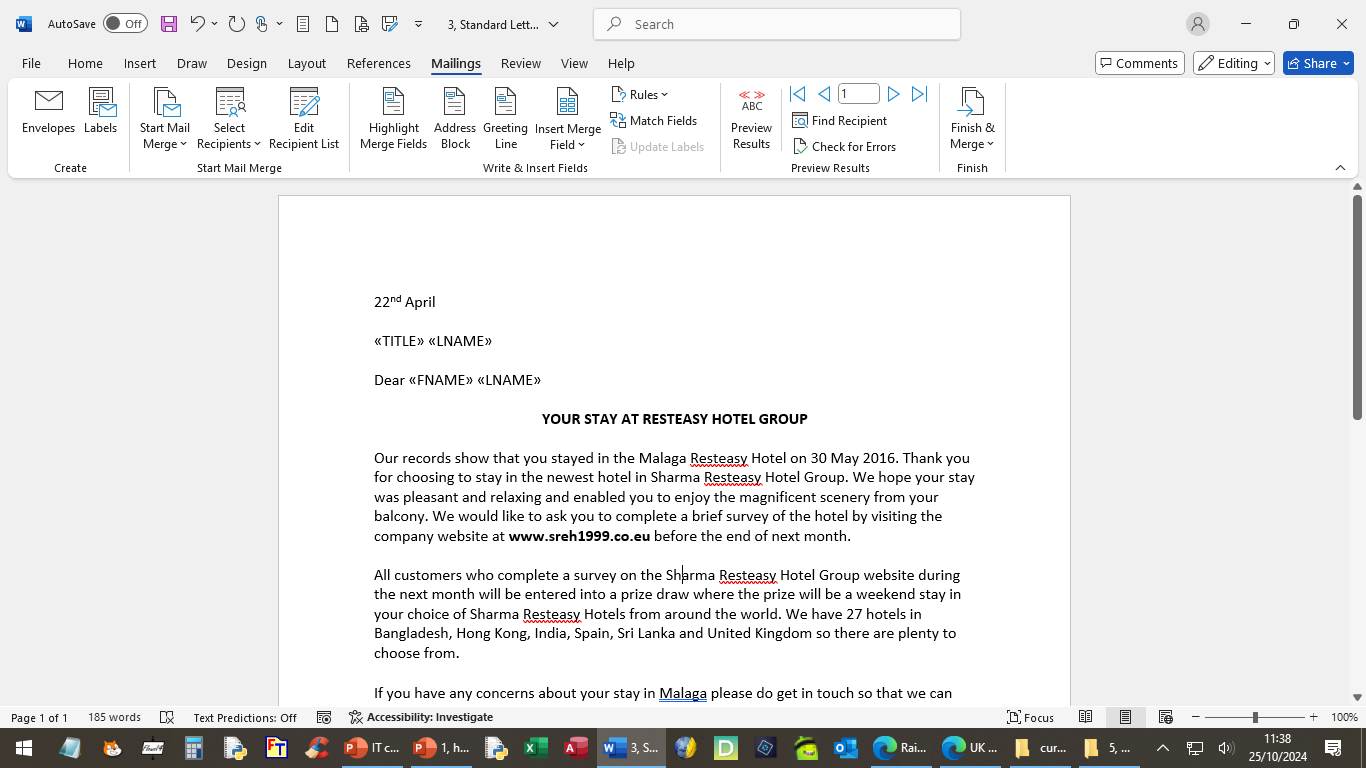 AutoSave Off 3, Standard Lett... Search
File Home Insert Draw Design Layout References Mailings Review View Help Comments Editing Share
Envelopes Labels Start Mail Merge Select Recipients Edit Recipient List Highlight Merge Fields Address Block Greeting Line Insert Merge Field Rules Match Fields Update Labels ABC Preview Results 1 Find Recipient Check for Errors Finish & Merge
Create Start Mail Merge Write & Insert Fields Preview Results Finish
22nd April
«TITLE» «LNAME»
Dear «FNAME» «LNAME»
YOUR STAY AT RESTEASY HOTEL GROUP
Our records show that you stayed in the Malaga Resteasy Hotel on 30 May 2016. Thank you
for choosing to stay in the newest hotel in Sharma Resteasy Hotel Group. We hope your stay
was pleasant and relaxing and enabled you to enjoy the magnificent scenery from your
balcony. We would like to ask you to complete a brief survey of the hotel by visiting the
company website at www.sreh1999.co.eu before the end of next month.
All customers who complete a survey on the Sharma Resteasy Hotel Group website during
the next month will be entered into a prize draw where the prize will be a weekend stay in
your choice of Sharma Resteasy Hotels from around the world. We have 27 hotels in
Bangladesh, Hong Kong, India, Spain, Sri Lanka and United Kingdom so there are plenty to
choose from.
If you have any concerns about your stay in Malaga please do get in touch so that we can
Page 1 of 1 185 words Text Predictions: Off Accessibility: Investigate Focus 100%
IT c... 1, h... 3, S... Rai... UK ... cur... 5, ... 11:38
25/10/2024